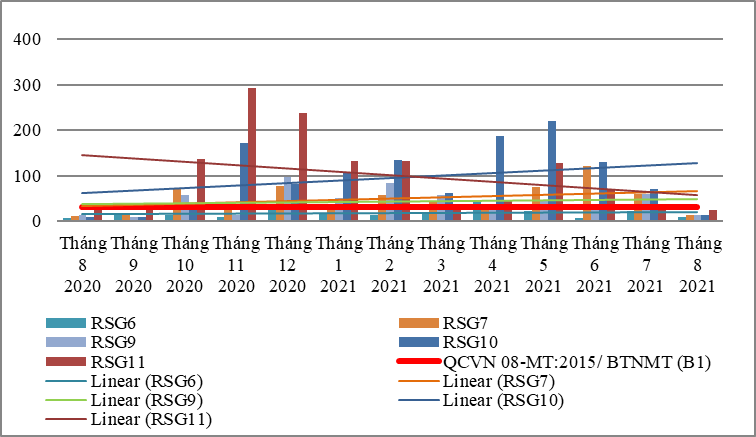 400
300
200
100
0
Tháng Tháng Tháng Tháng Tháng Tháng Tháng Tháng Tháng Tháng Tháng Tháng Tháng
8 9 10 11 12 1 2 3 4 5 6 7 8
2020 2020 2020 2020 2020 2021 2021 2021 2021 2021 2021 2021 2021
RSG6 RSG7
RSG9 RSG10
RSG11 QCVN 08-MT:2015/ BTNMT (B1)
Linear (RSG6) Linear (RSG7)
Linear (RSG9) Linear (RSG10)
Linear (RSG11)